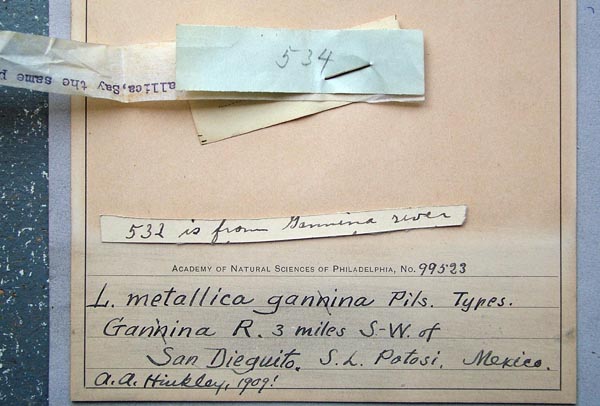 534
allica, Say the same p
532 is from Gannina river
ACADEMY OF NATURAL SCIENCES OF PHILADELPHIA, NO. 99523
L. metallica gannina Pils. Types.
Gannina R. 3 miles S-W. of
San Dieguito. S. L. Potosi, Mexico.
A. A. Hinkley, 1909!